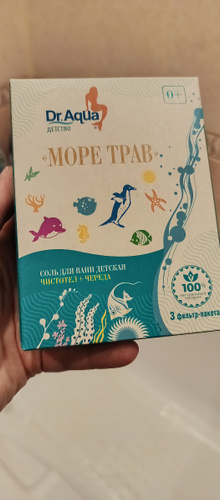 Dr.Aqua
ДЕТСТВО
0+
«МОРЕ ТРАВ»
СОЛЬ ДЛЯ ВАНН ДЕТСКАЯ
ЧИСТОТЕЛ + ЧЕРЕДА
100%
3 фильтр-пакета